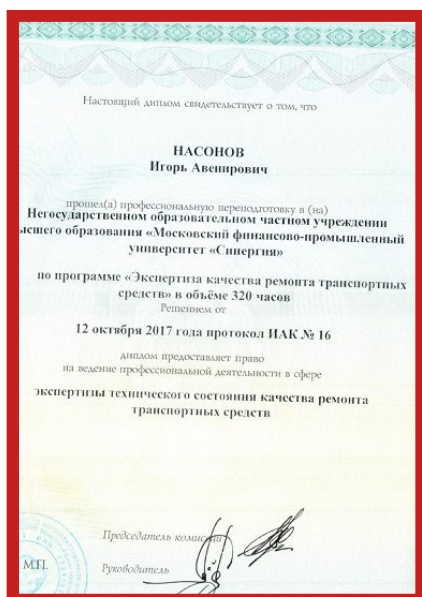 Настоящий диплом свидетельствует о том, что
НАСОНОВ
Игорь Авенирович
прошел(а) профессиональную переподготовку в (на)
Негосударственном образовательном частном учреждении
ысшего образования «Московский финансово-промышленный
университет «Синергия»
по программе «Экспертиза качества ремонта транспортных
средств» в объёме 320 часов
Решением от
12 октября 2017 года протокол ИАК № 16
диплом предоставляет право
на ведение профессиональной деятельности в сфере
экспертизы технического состояния качества ремонта
транспортных средств
Председатель комиссии
М.П.
Руководитель